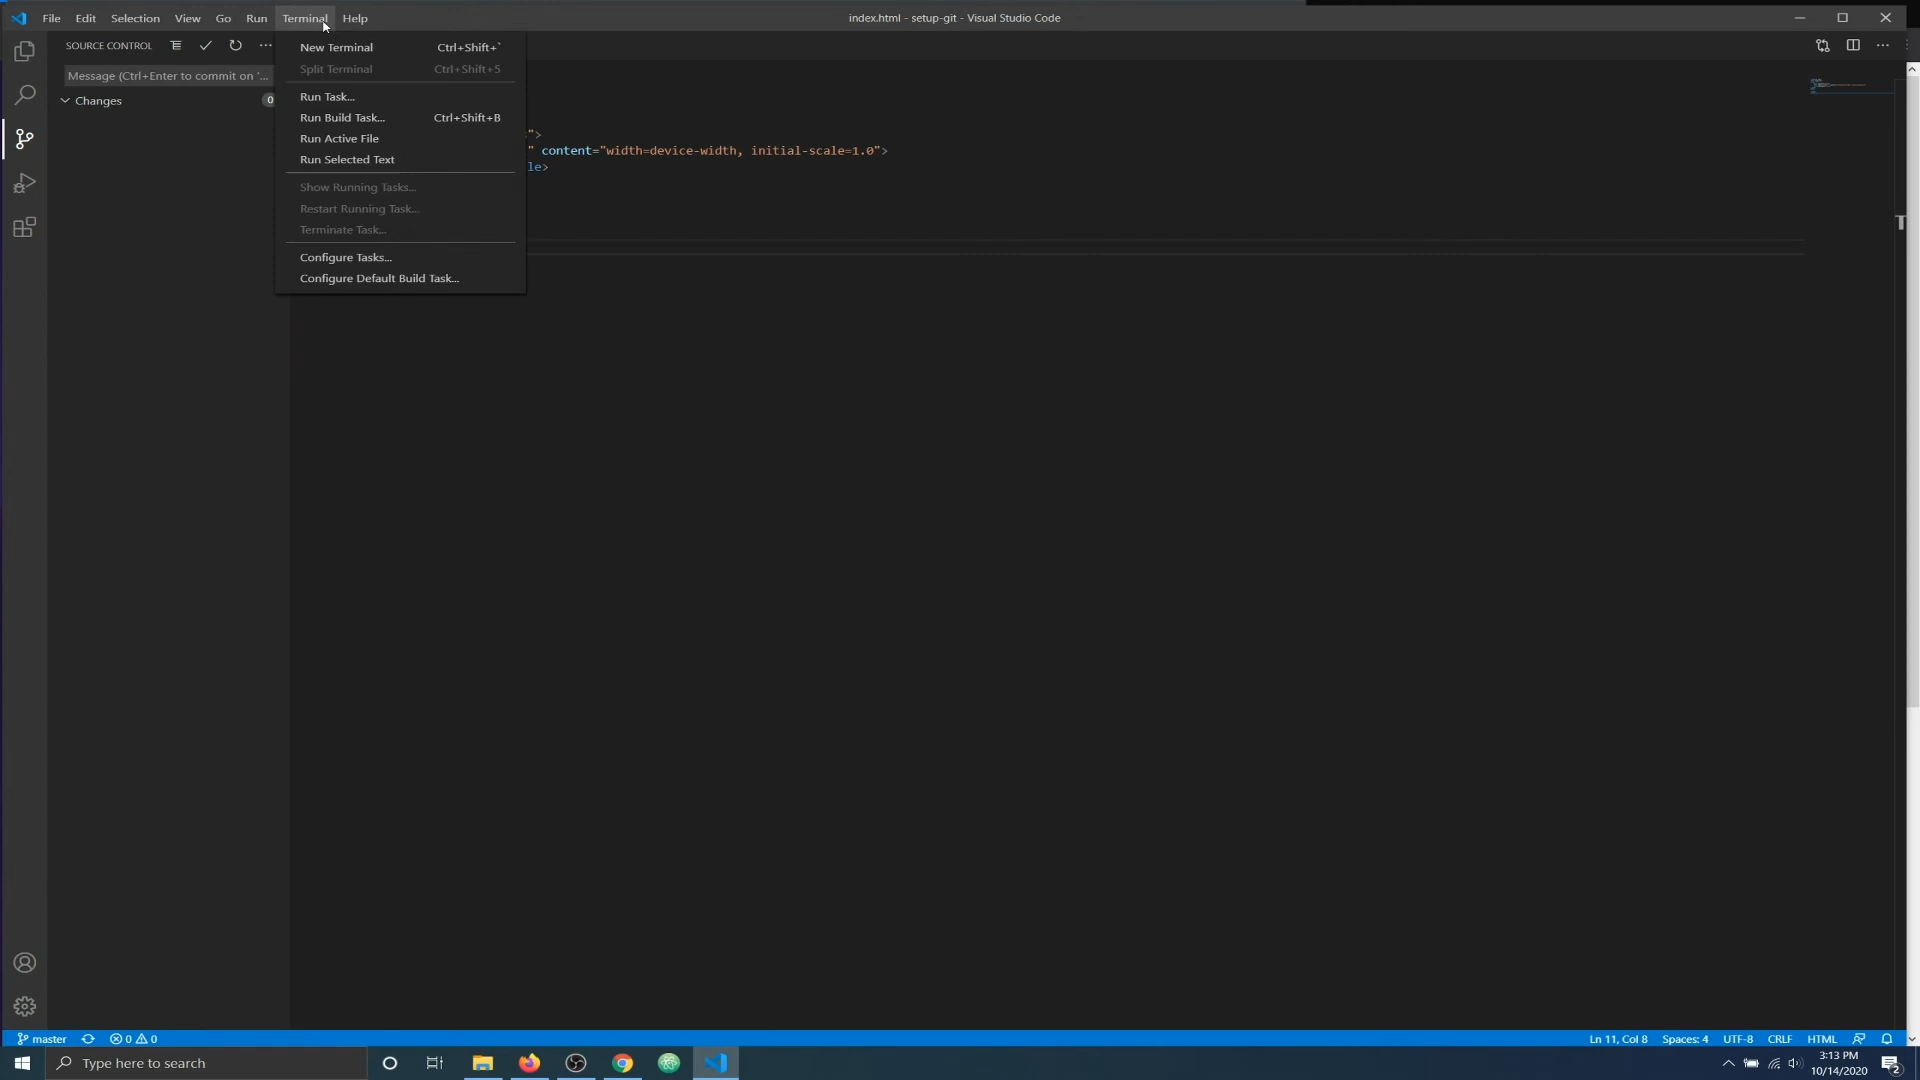 File Edit Selection View Go Run Terminal Help
index.html - setup-git - Visual Studio Code
SOURCE CONTROL
New Terminal Ctrl+Shift+`
Split Terminal Ctrl+Shift+5
Message (Ctrl+Enter to commit on '...
Changes 0
Run Task...
Run Build Task... Ctrl+Shift+B
Run Active File
Run Selected Text
">
" content="width=device-width, initial-scale=1.0">
le>
Show Running Tasks...
Restart Running Task...
Terminate Task...
Configure Tasks...
Configure Default Build Task...
master 0 0
Ln 11, Col 8 Spaces: 4 UTF-8 CRLF HTML
Type here to search
3:13 PM
10/14/2020
2